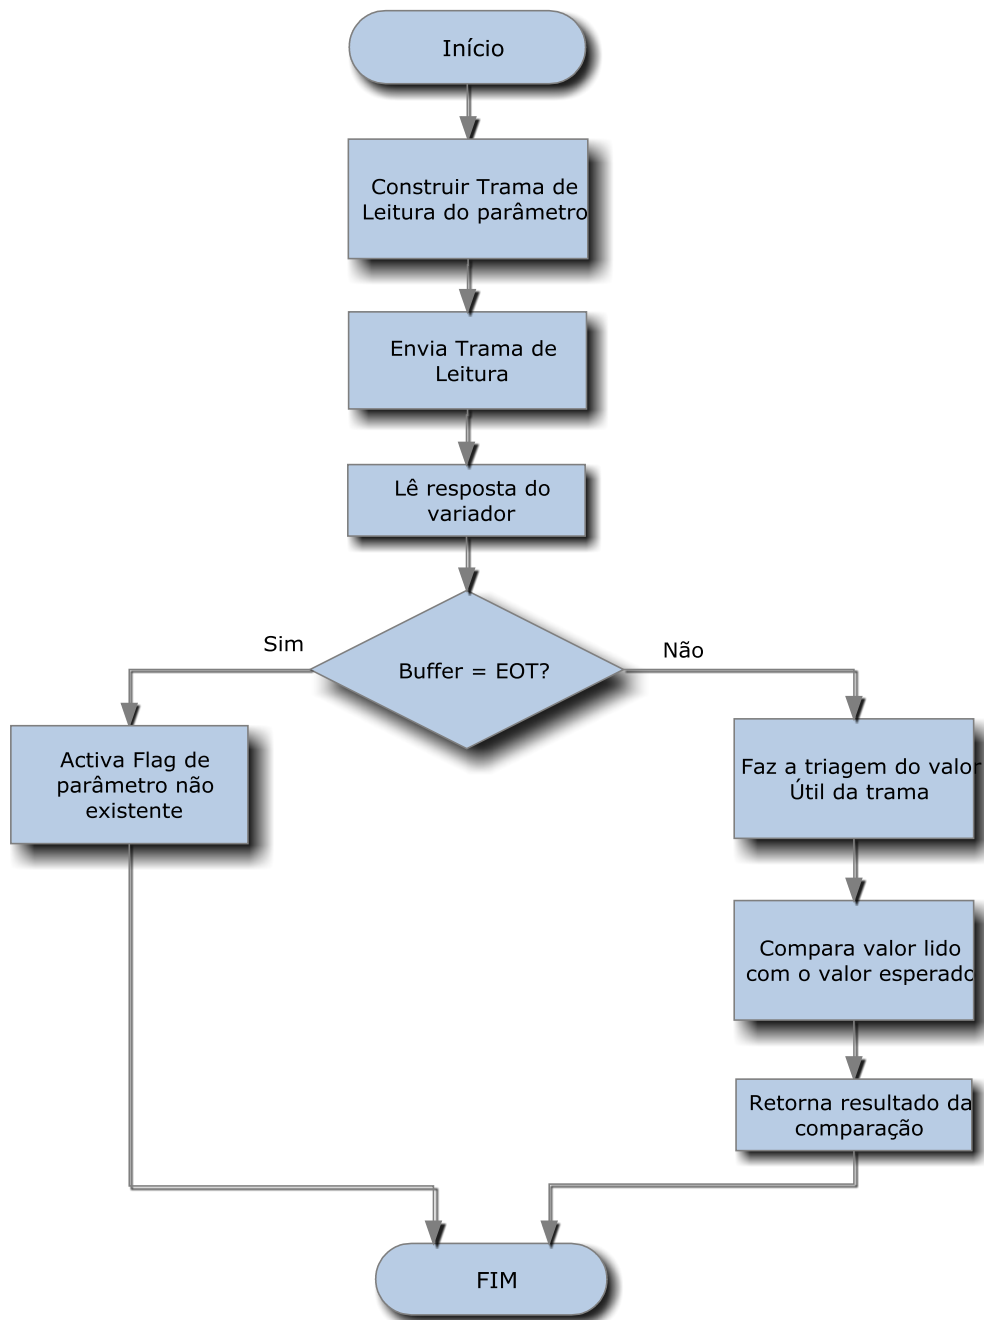 Início
Construir Trama de
Leitura do parâmetro
Envia Trama de
Leitura
Lê resposta do
variador
Buffer = EOT?
Sim
Não
Activa Flag de
parâmetro não
existente
Faz a triagem do valor
Útil da trama
Compara valor lido
com o valor esperado
Retorna resultado da
comparação
FIM